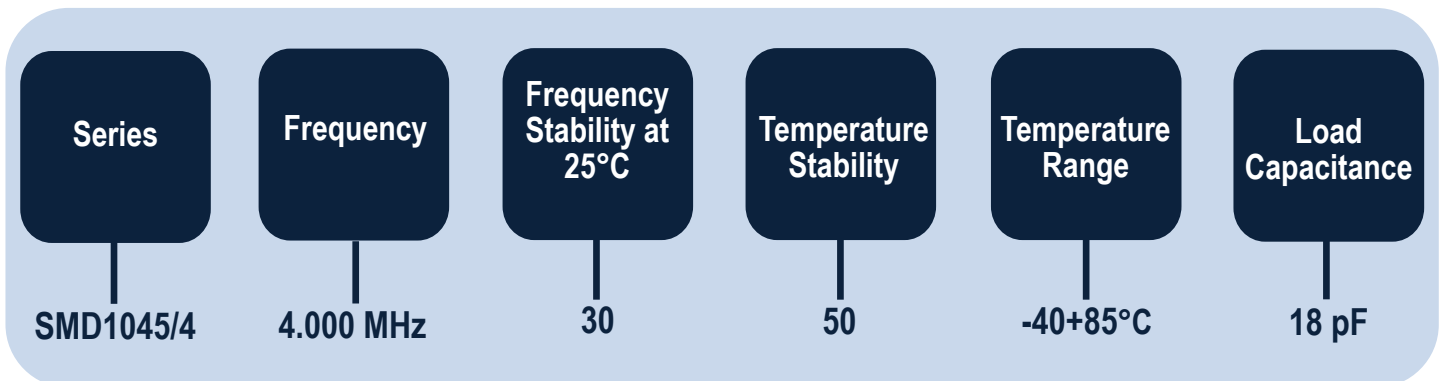 Series
Frequency
Frequency
Stability at
25°C
Temperature
Stability
Temperature
Range
Load
Capacitance
SMD1045/4
4.000 MHz
30
50
-40+85°C
18 pF